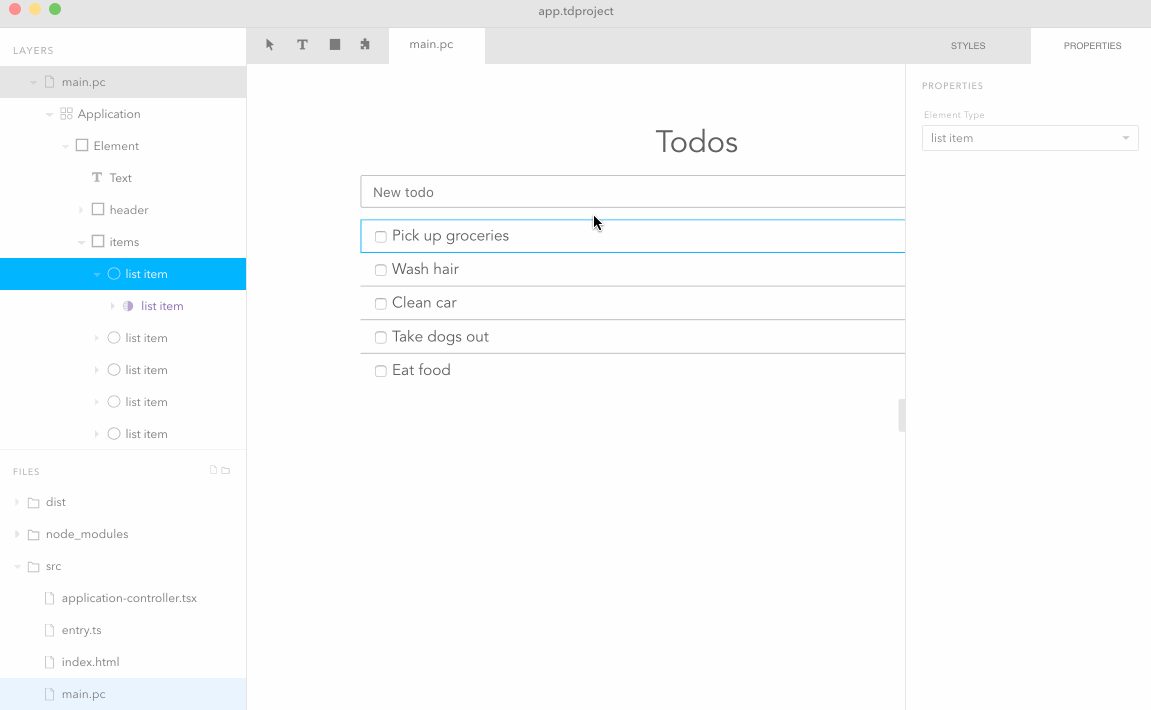 app.tdproject
LAYERS
main.pc
Application
Element
T Text
header
items
list item
list item
list item
list item
list item
list item
FILES
dist
node_modules
src
application-controller.tsx
entry.ts
index.html
main.pc
T
main.pc
Todos
New todo
Pick up groceries
Wash hair
Clean car
Take dogs out
Eat food
STYLES
PROPERTIES
PROPERTIES
Element Type
list item